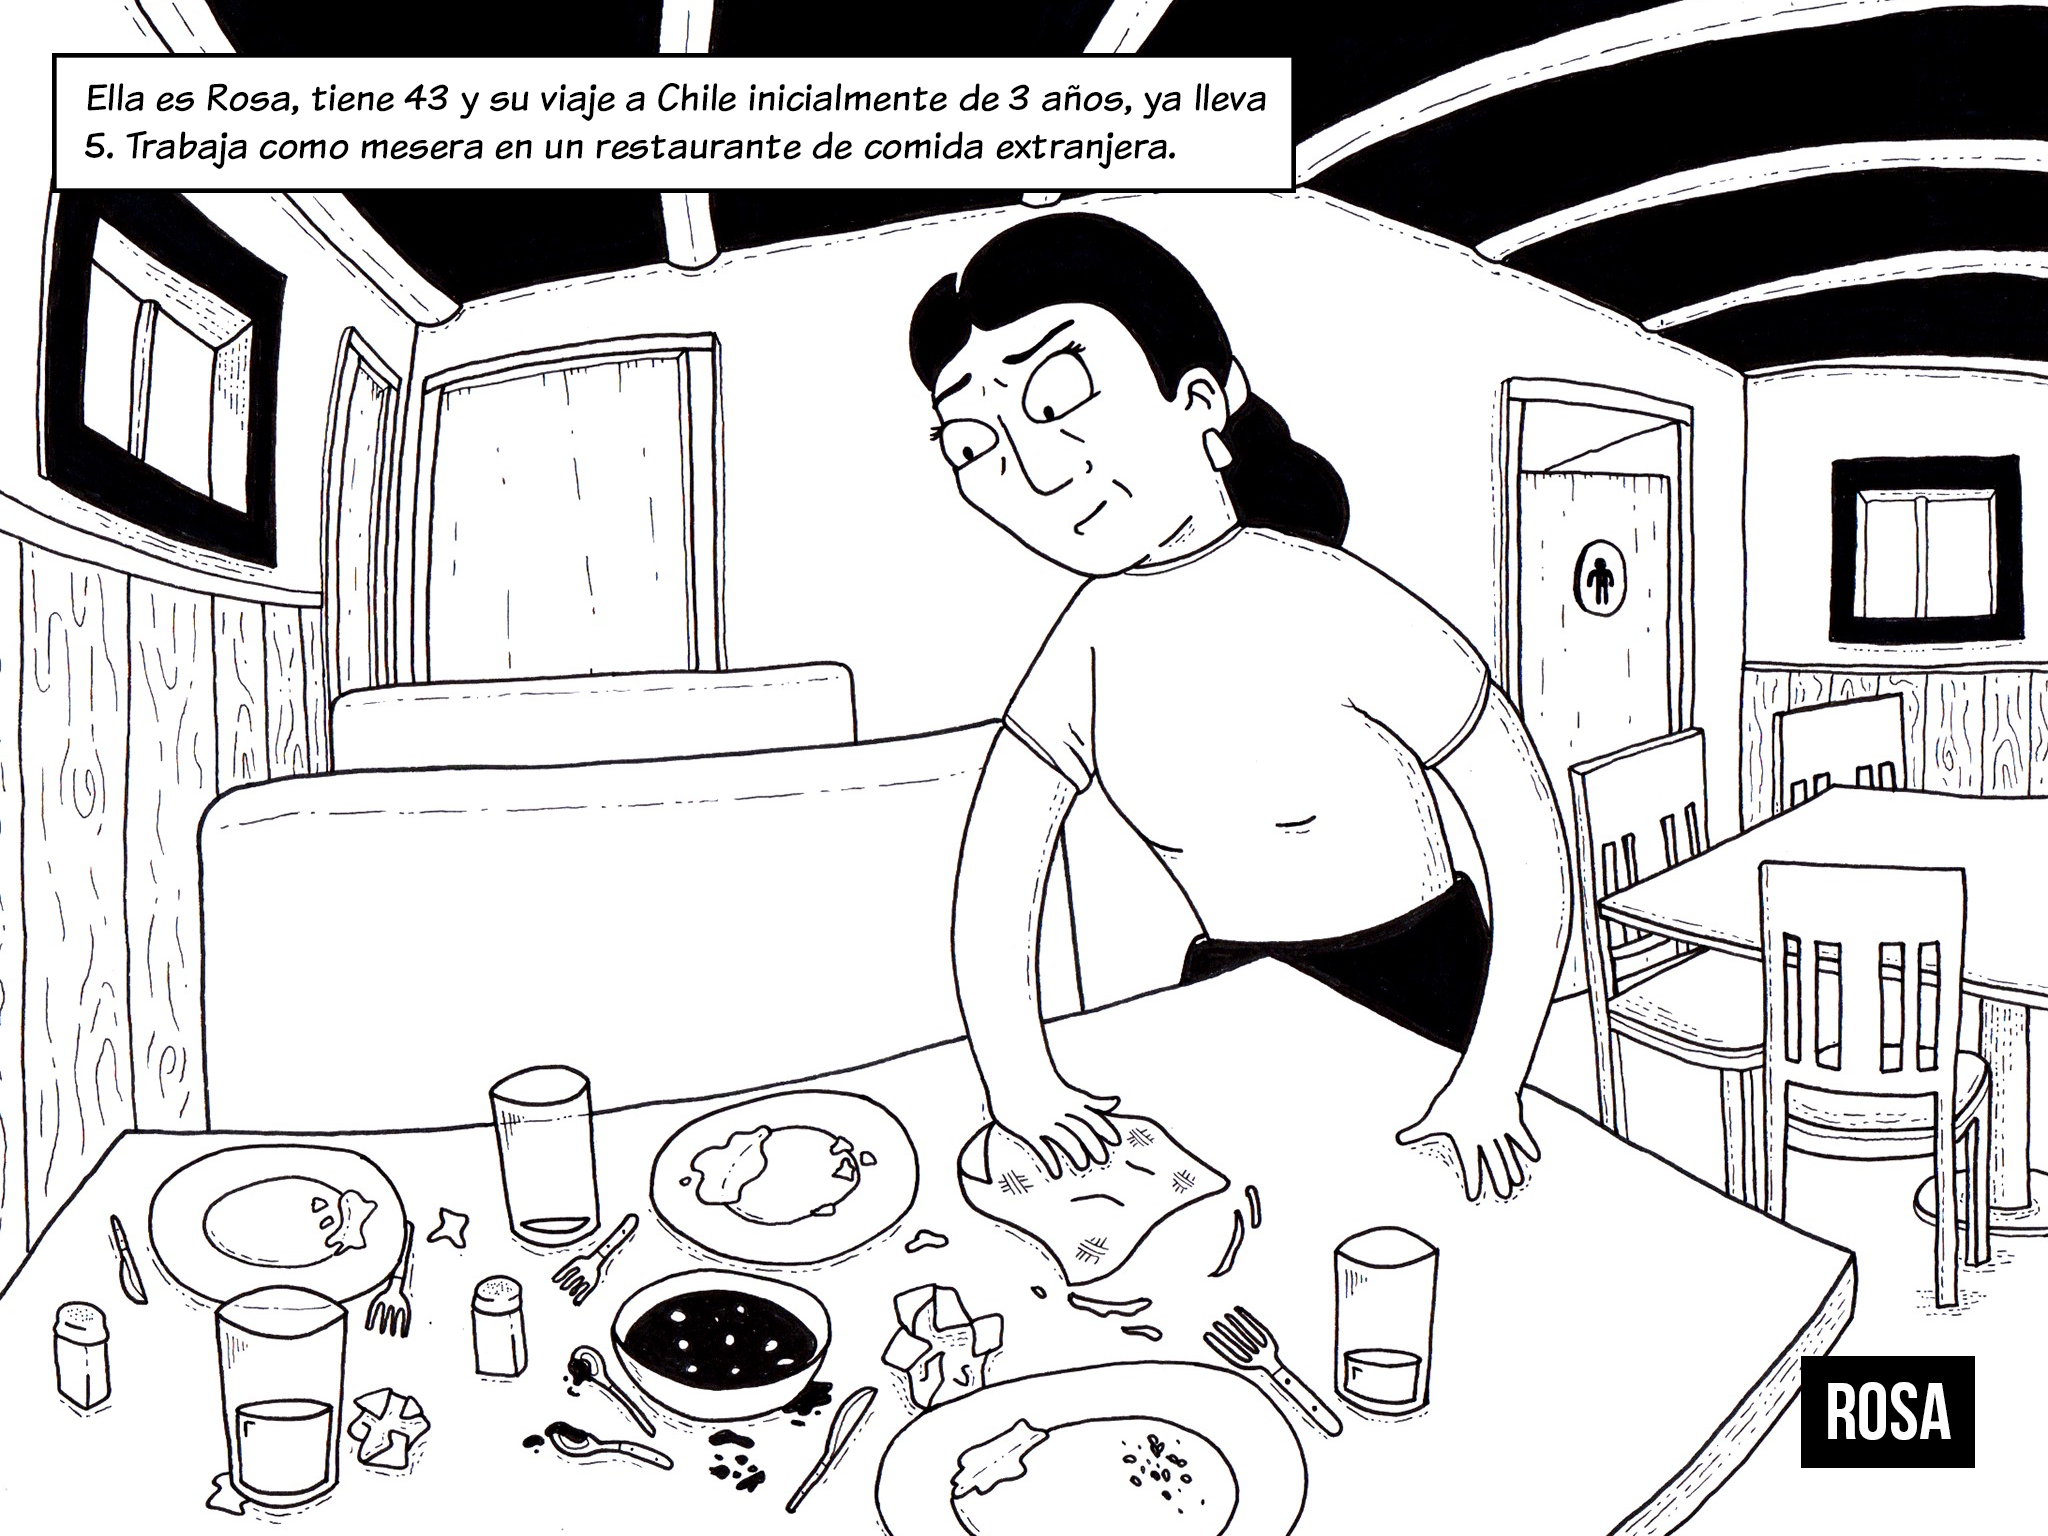 Ella es Rosa, tiene 43 y su viaje a Chile inicialmente de 3 años, ya lleva
5. Trabaja como mesera en un restaurante de comida extranjera.
ROSA